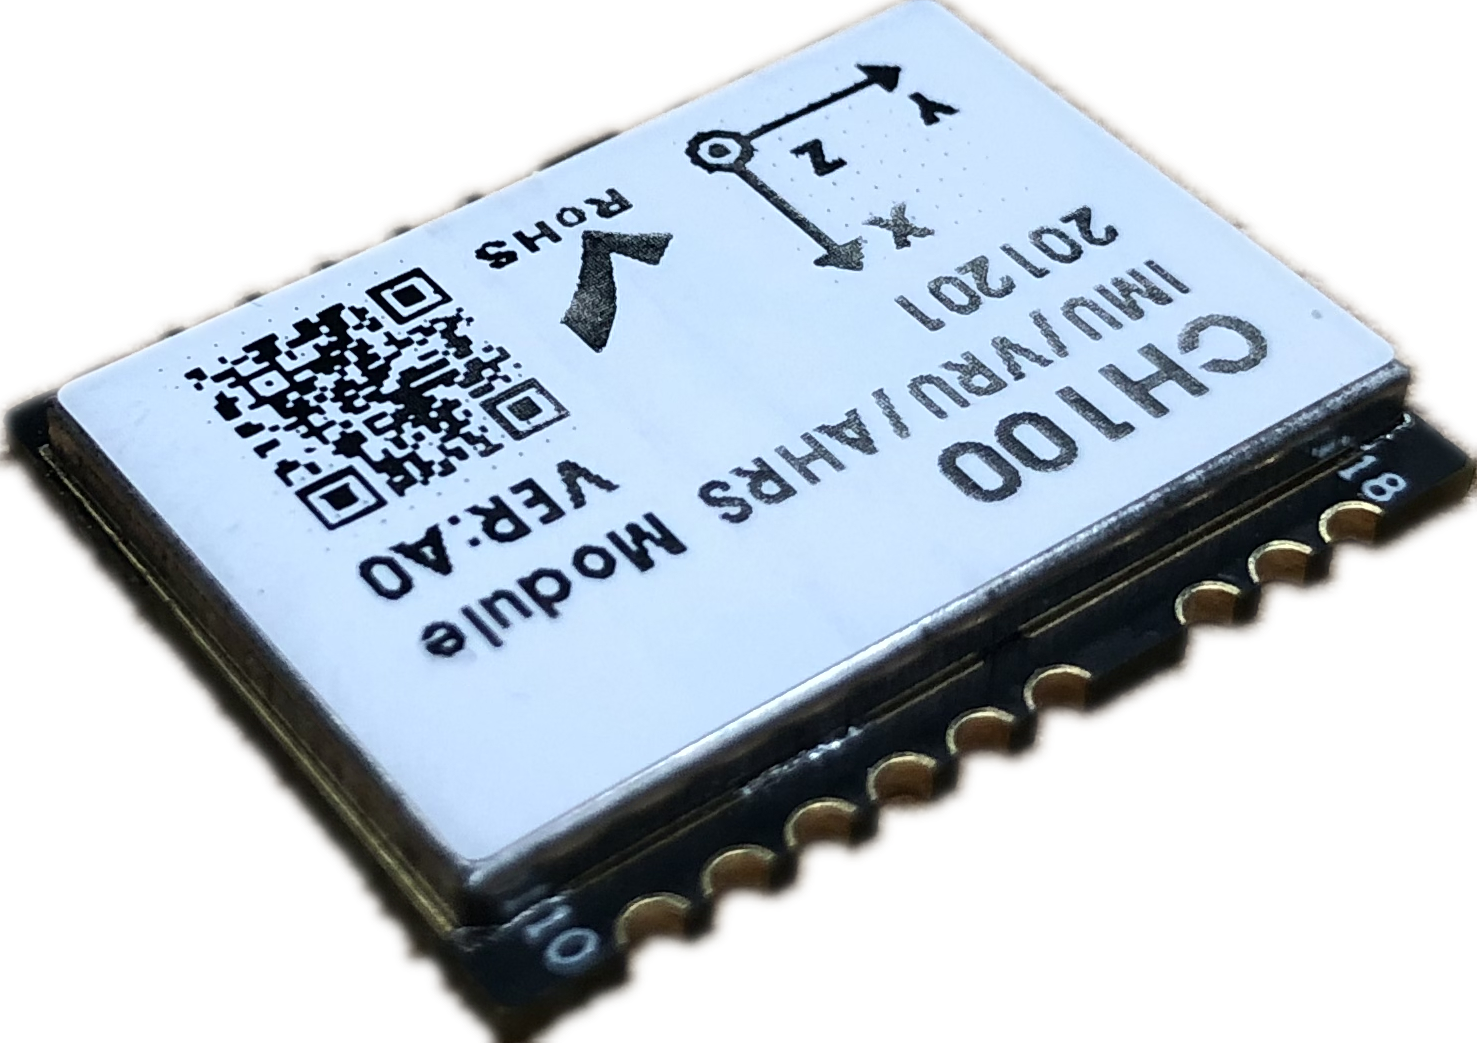 CH100
IMU/VRU/AHRS Module
201201
VER:A0
X
Z
Y
RoHS
18
10